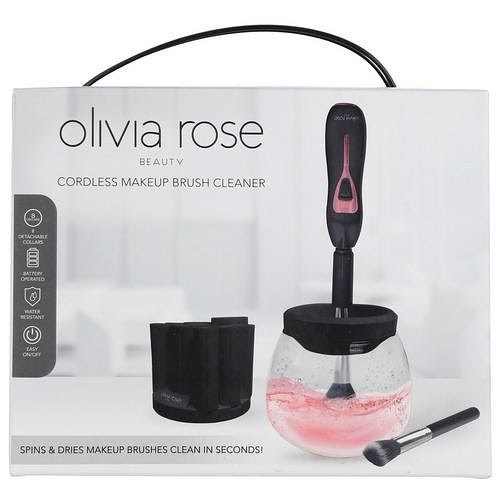 olivia rose
BEAUTY
CORDLESS MAKEUP BRUSH CLEANER
8
8
DETACHABLE
COLLARS
BATTERY
OPERATED
WATER
RESISTANT
EASY
ON/OFF
SPINS & DRIES MAKEUP BRUSHES CLEAN IN SECONDS!